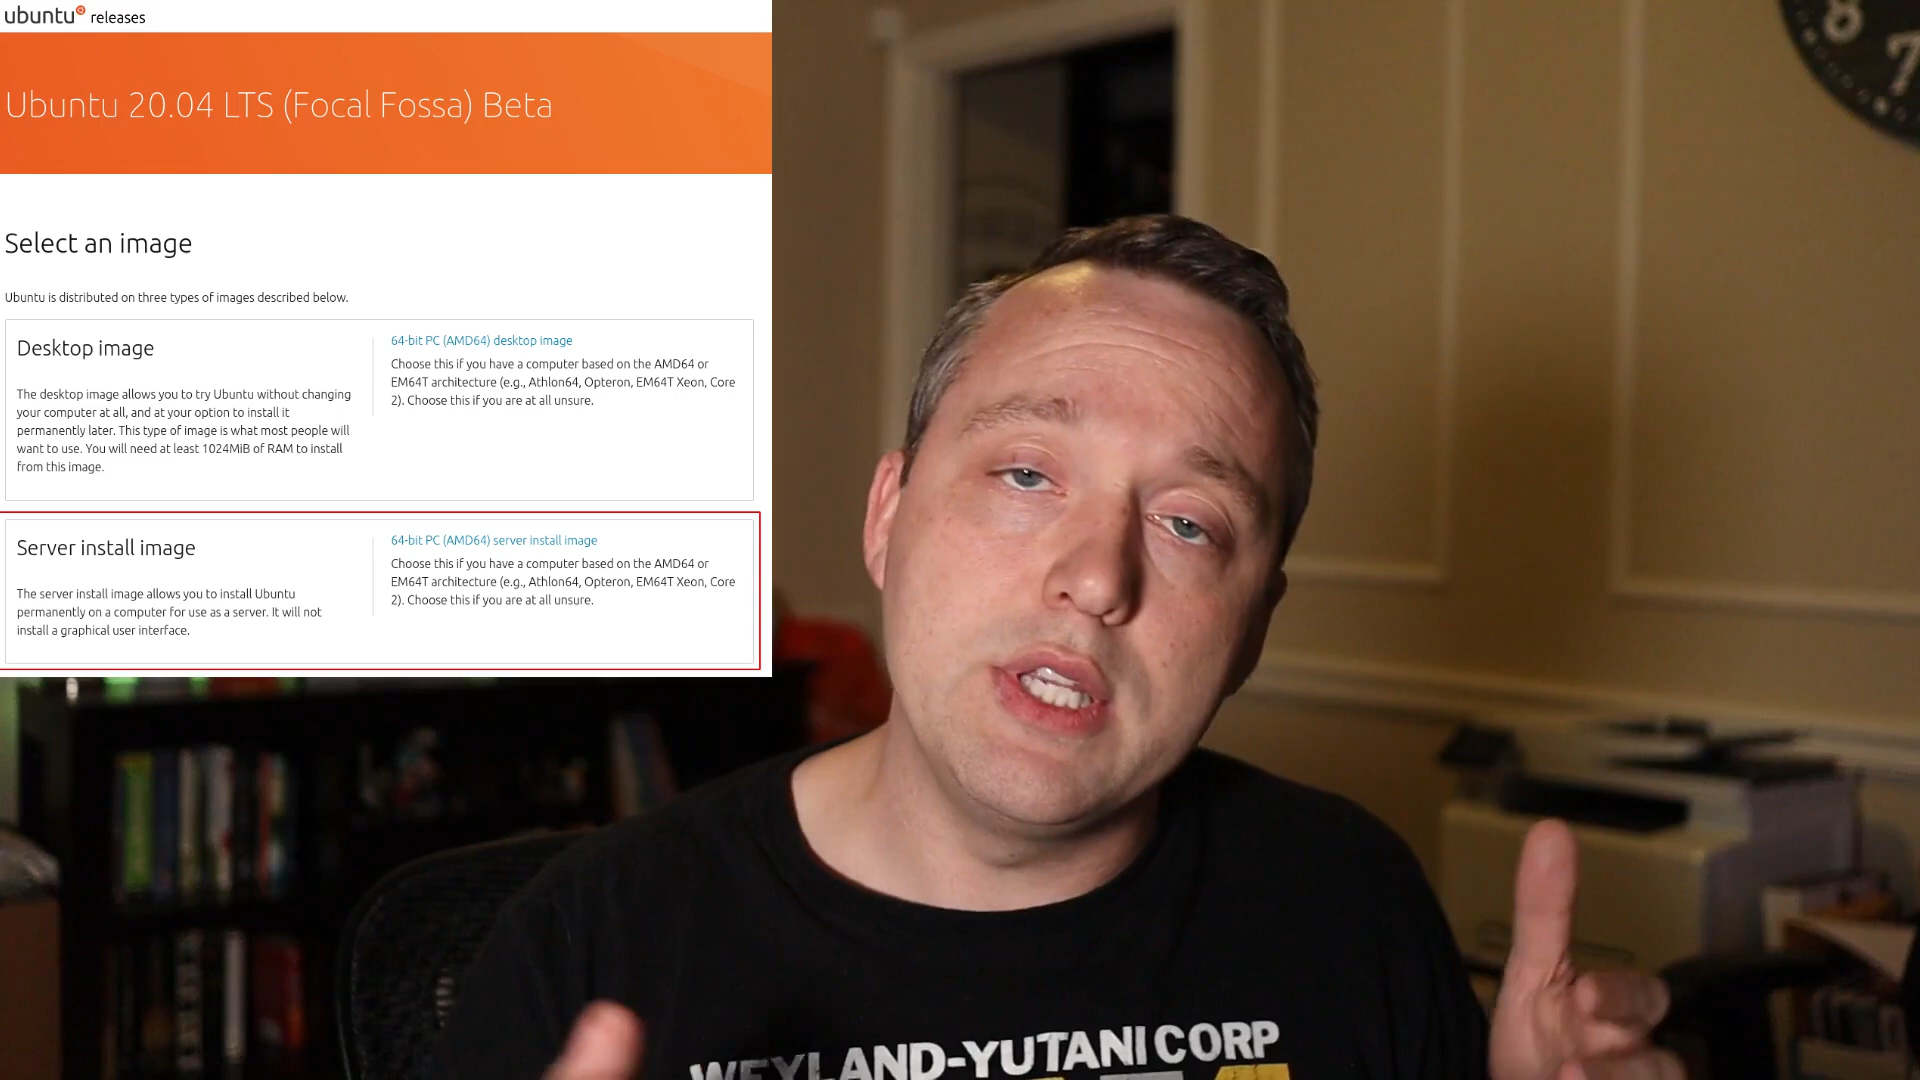 ubuntu releases
Ubuntu 20.04 LTS (Focal Fossa) Beta
Select an image
Ubuntu is distributed on three types of images described below.
Desktop image
The desktop image allows you to try Ubuntu without changing
your computer at all, and at your option to install it
permanently later. This type of image is what most people will
want to use. You will need at least 1024MiB of RAM to install
from this image.
64-bit PC (AMD64) desktop image
Choose this if you have a computer based on the AMD64 or
EM64T architecture (e.g., Athlon64, Opteron, EM64T Xeon, Core
2). Choose this if you are at all unsure.
Server install image
The server install image allows you to install Ubuntu
permanently on a computer for use as a server. It will not
install a graphical user interface.
64-bit PC (AMD64) server install image
Choose this if you have a computer based on the AMD64 or
EM64T architecture (e.g., Athlon64, Opteron, EM64T Xeon, Core
2). Choose this if you are at all unsure.
8
7
WEYLAND-YUTANI CORP